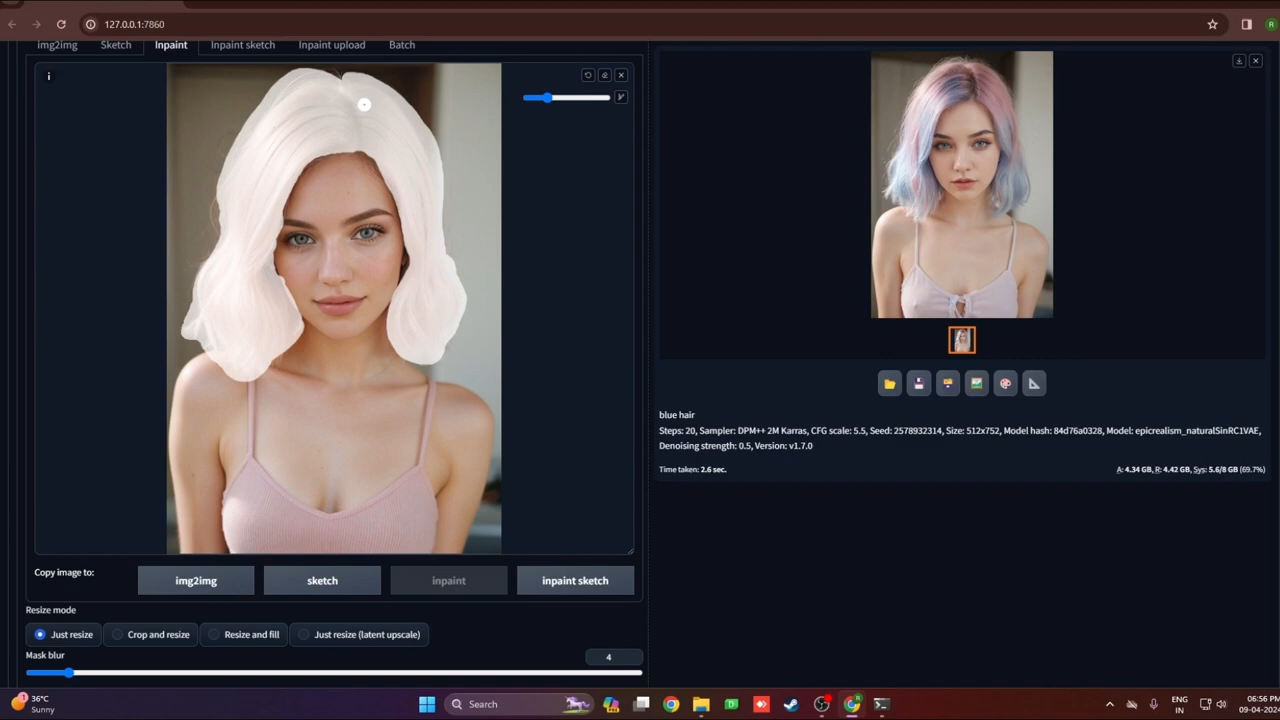 127.0.0.1:7860
R
img2img Sketch Inpaint Inpaint sketch Inpaint upload Batch
i
Copy image to:
img2img sketch inpaint inpaint sketch
Resize mode
Just resize Crop and resize Resize and fill Just resize (latent upscale)
Mask blur
4
blue hair
Steps: 20, Sampler: DPM++ 2M Karras, CFG scale: 5.5, Seed: 2578932314, Size: 512x752, Model hash: 84d76a0328, Model: epicrealism_naturalSinRC1VAE,
Denoising strength: 0.5, Version: v1.7.0
Time taken: 2.6 sec.
A: 4.34 GB, R: 4.42 GB, Sys: 5.6/8 GB (69.7%)
1
36°C
Sunny
Search
ENG
IN
06:56 PM
09-04-2024